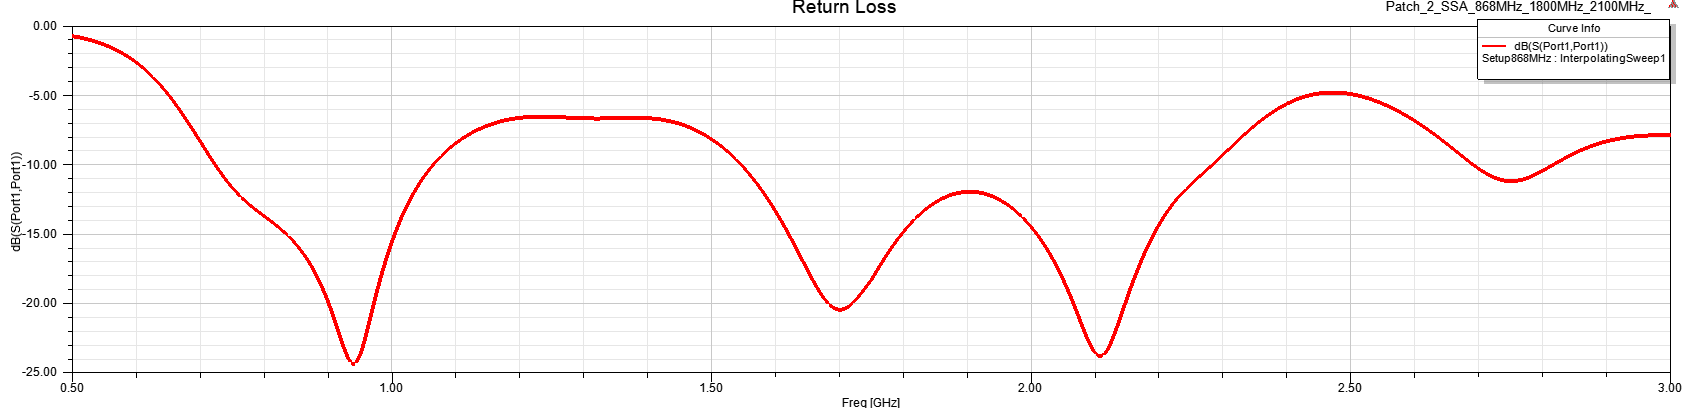 Return Loss
Patch_2_SSA_868MHz_1800MHz_2100MHz_
Curve Info
dB(S(Port1,Port1))
Setup868MHz : InterpolatingSweep1
0.00
-5.00
-10.00
-15.00
-20.00
-25.00
dB(S(Port1,Port1))
0.50
1.00
1.50
2.00
2.50
3.00
Freq [GHz]